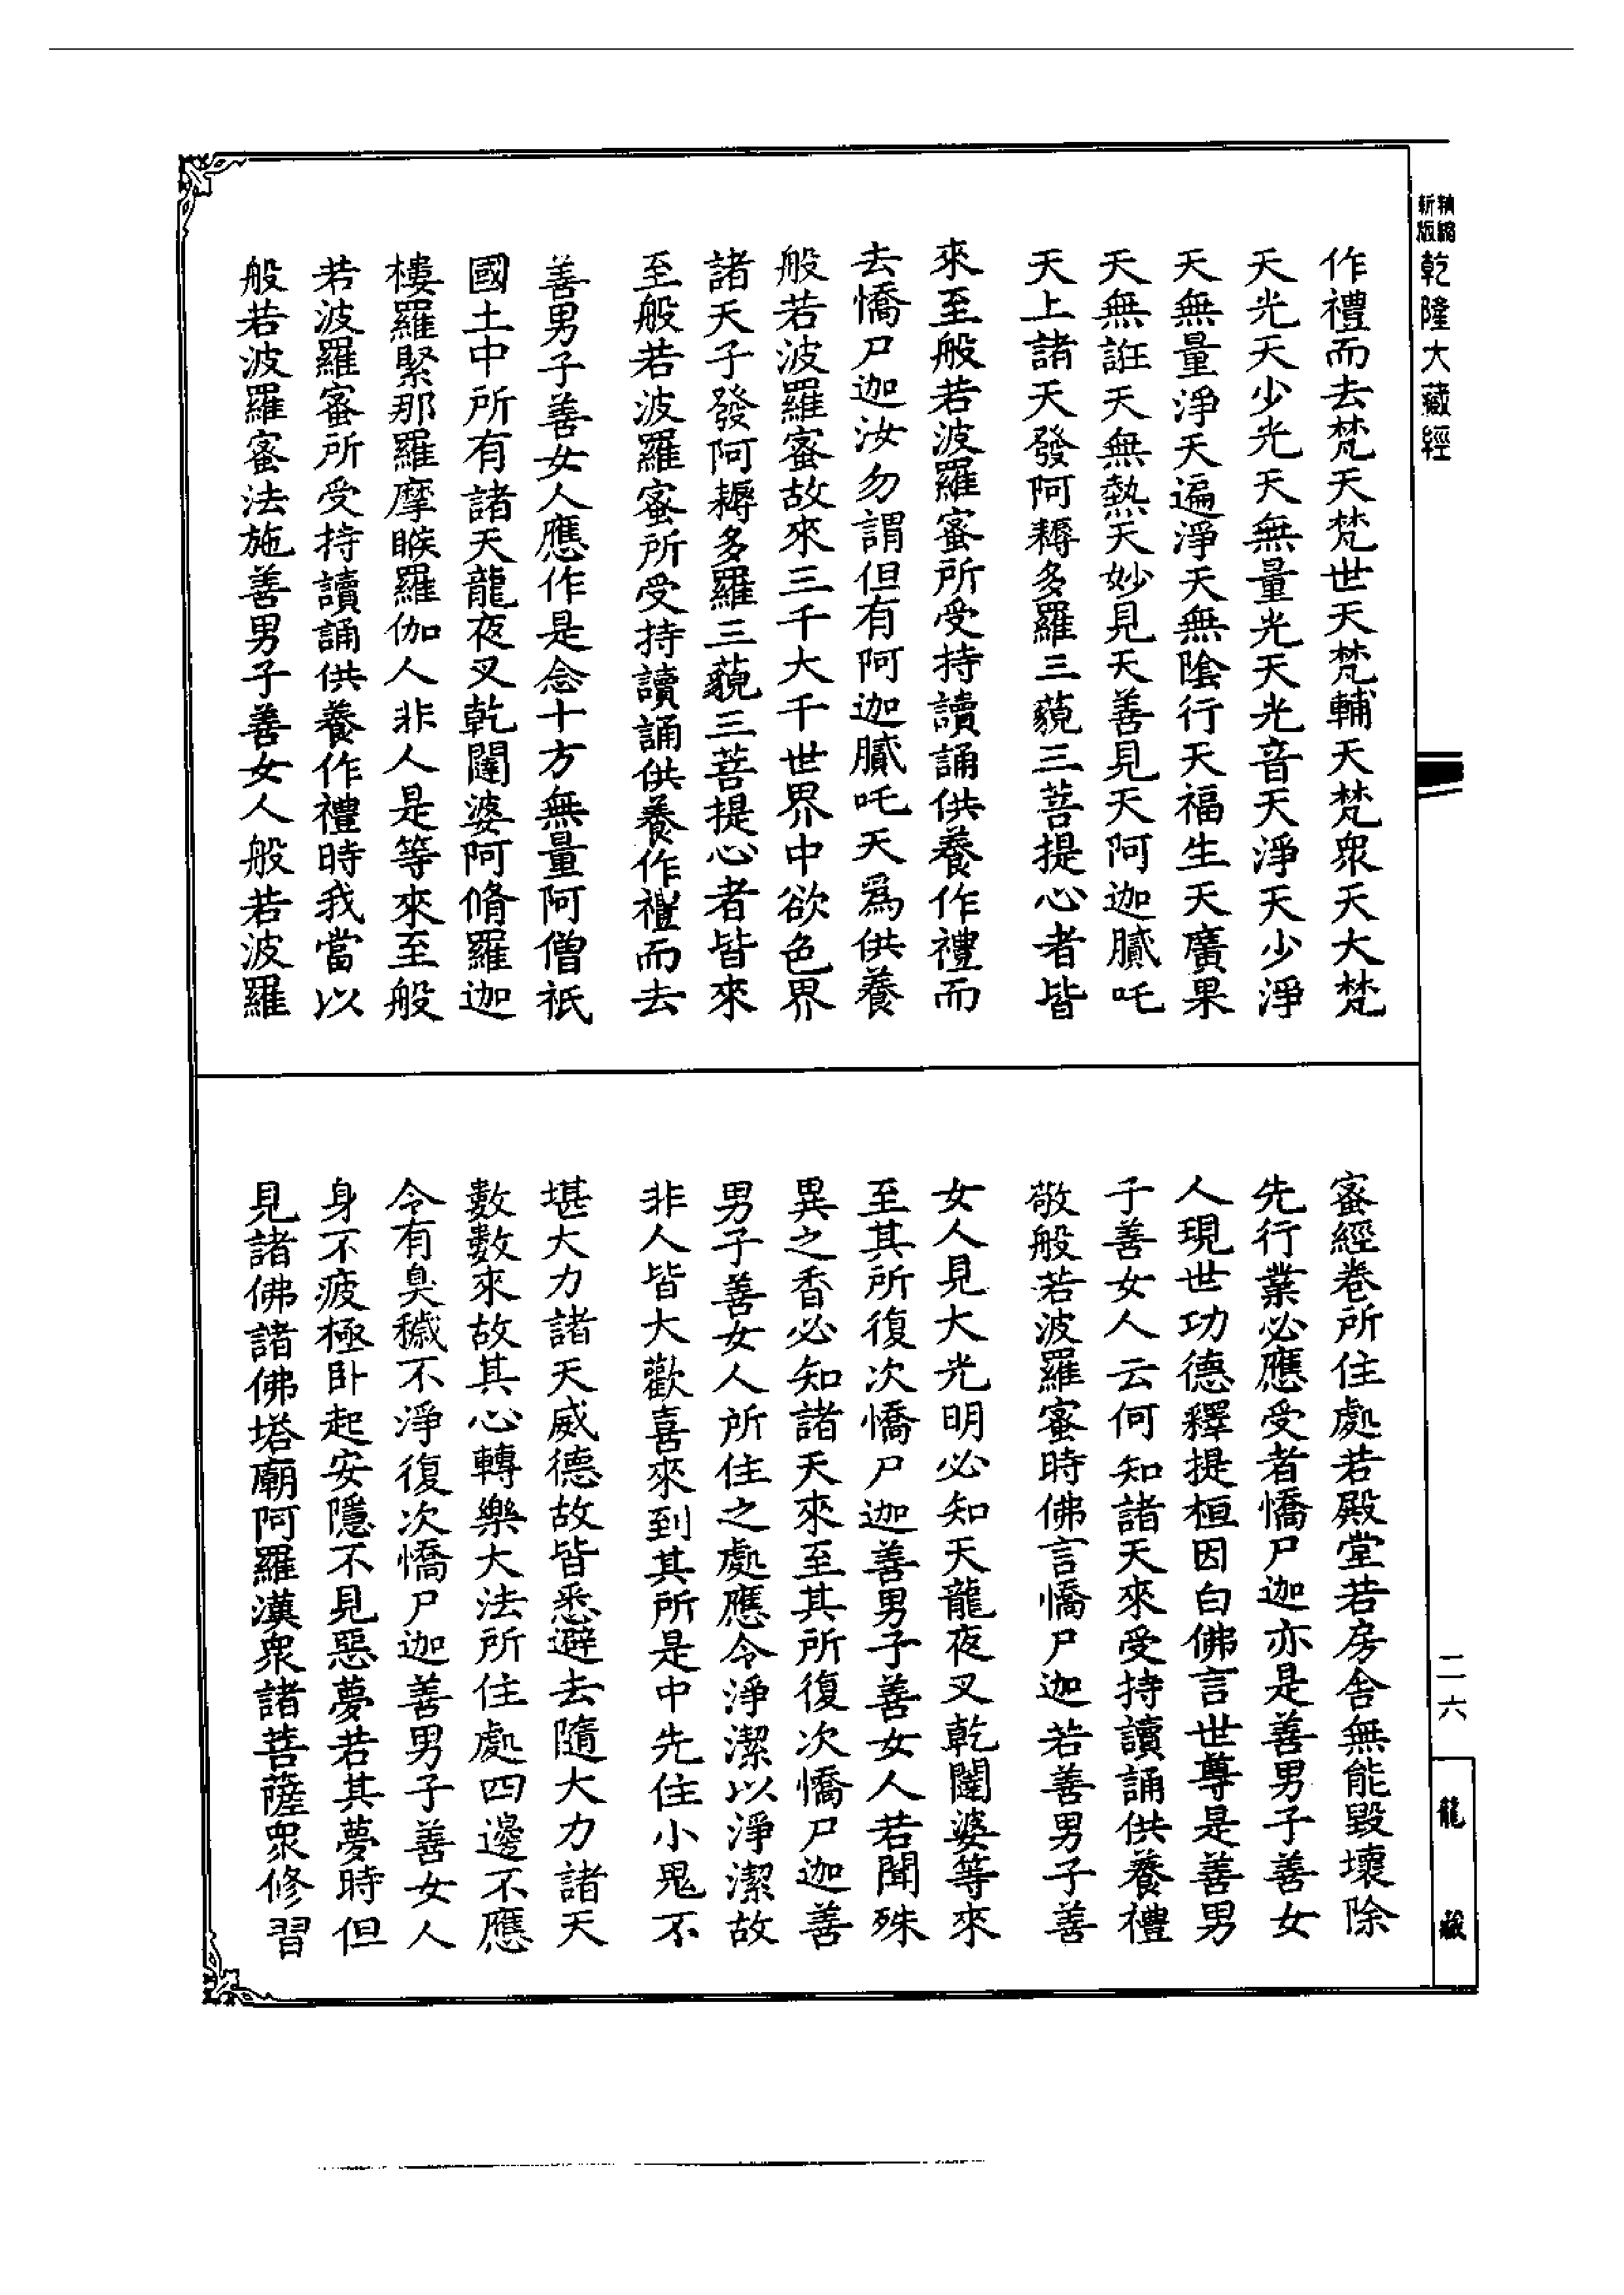 精縮新版乾隆大藏經
作禮而去梵天梵世天梵輔天梵衆天大梵
天光天少光天無量光天光音天淨天少淨
天無量淨天遍淨天無陰行天福生天廣果
天無誑天無熱天妙見天善見天阿迦膩吒
天上諸天發阿耨多羅三藐三菩提心者皆
來至般若波羅蜜所受持讀誦供養作禮而
去憍尸迦汝勿謂但有阿迦膩吒天爲供養
般若波羅蜜故來三千大千世界中欲色界
諸天子發阿耨多羅三藐三菩提心者皆來
至般若波羅蜜所受持讀誦供養作禮而去
善男子善女人應作是念十方無量阿僧祇
國土中所有諸天龍夜叉乾闥婆阿脩羅迦
樓羅緊那羅摩睺羅伽人非人是等來至般
若波羅蜜所受持讀誦供養作禮時我當以
般若波羅蜜法施善男子善女人般若波羅
蜜經卷所住處若殿堂若房舍無能毀壞除
先行業必應受者憍尸迦亦是善男子善女
人現世功德釋提桓因白佛言世尊是善男
子善女人云何知諸天來受持讀誦供養禮
敬般若波羅蜜時佛言憍尸迦若善男子善
女人見大光明必知天龍夜叉乾闥婆等來
至其所復次憍尸迦善男子善女人若聞殊
異之香必知諸天來至其所復次憍尸迦善
男子善女人所住之處應令淨潔以淨潔故
非人皆大歡喜來到其所是中先住小鬼不
堪大力諸天威德故皆悉避去隨大力諸天
數數來故其心轉樂大法所住處四邊不應
令有臭穢不淨復次憍尸迦善男子善女人
身不疲極臥起安隱不見惡夢若其夢時但
見諸佛諸佛塔廟阿羅漢衆諸菩薩衆修習
二六
龍藏